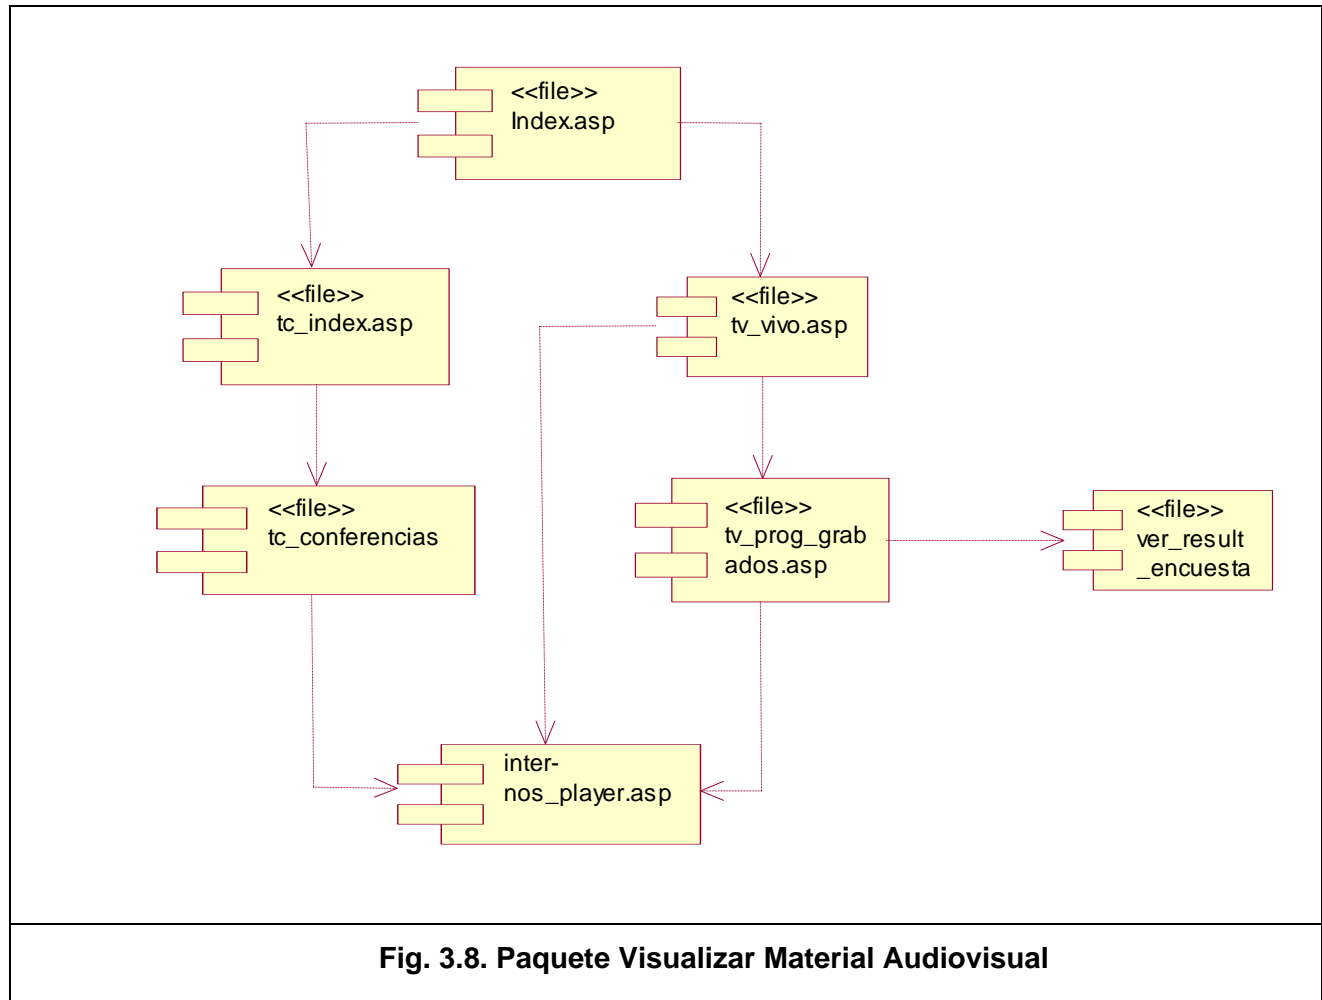 <<file>>
Index.asp
<<file>>
tc_index.asp
<<file>>
tv_vivo.asp
<<file>>
tc_conferencias
<<file>>
tv_prog_grab
ados.asp
<<file>>
ver_result
_encuesta
inter-
nos_player.asp
Fig. 3.8. Paquete Visualizar Material Audiovisual